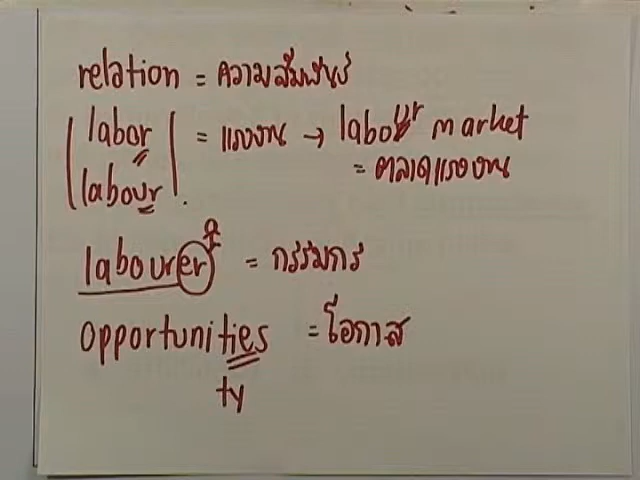 relation = ความสัมพันธ์
labor = แรงงาน → labour market
labour. = ตลาดแรงงาน
labourer = กรรมกร
opportunities = โอกาส
ty